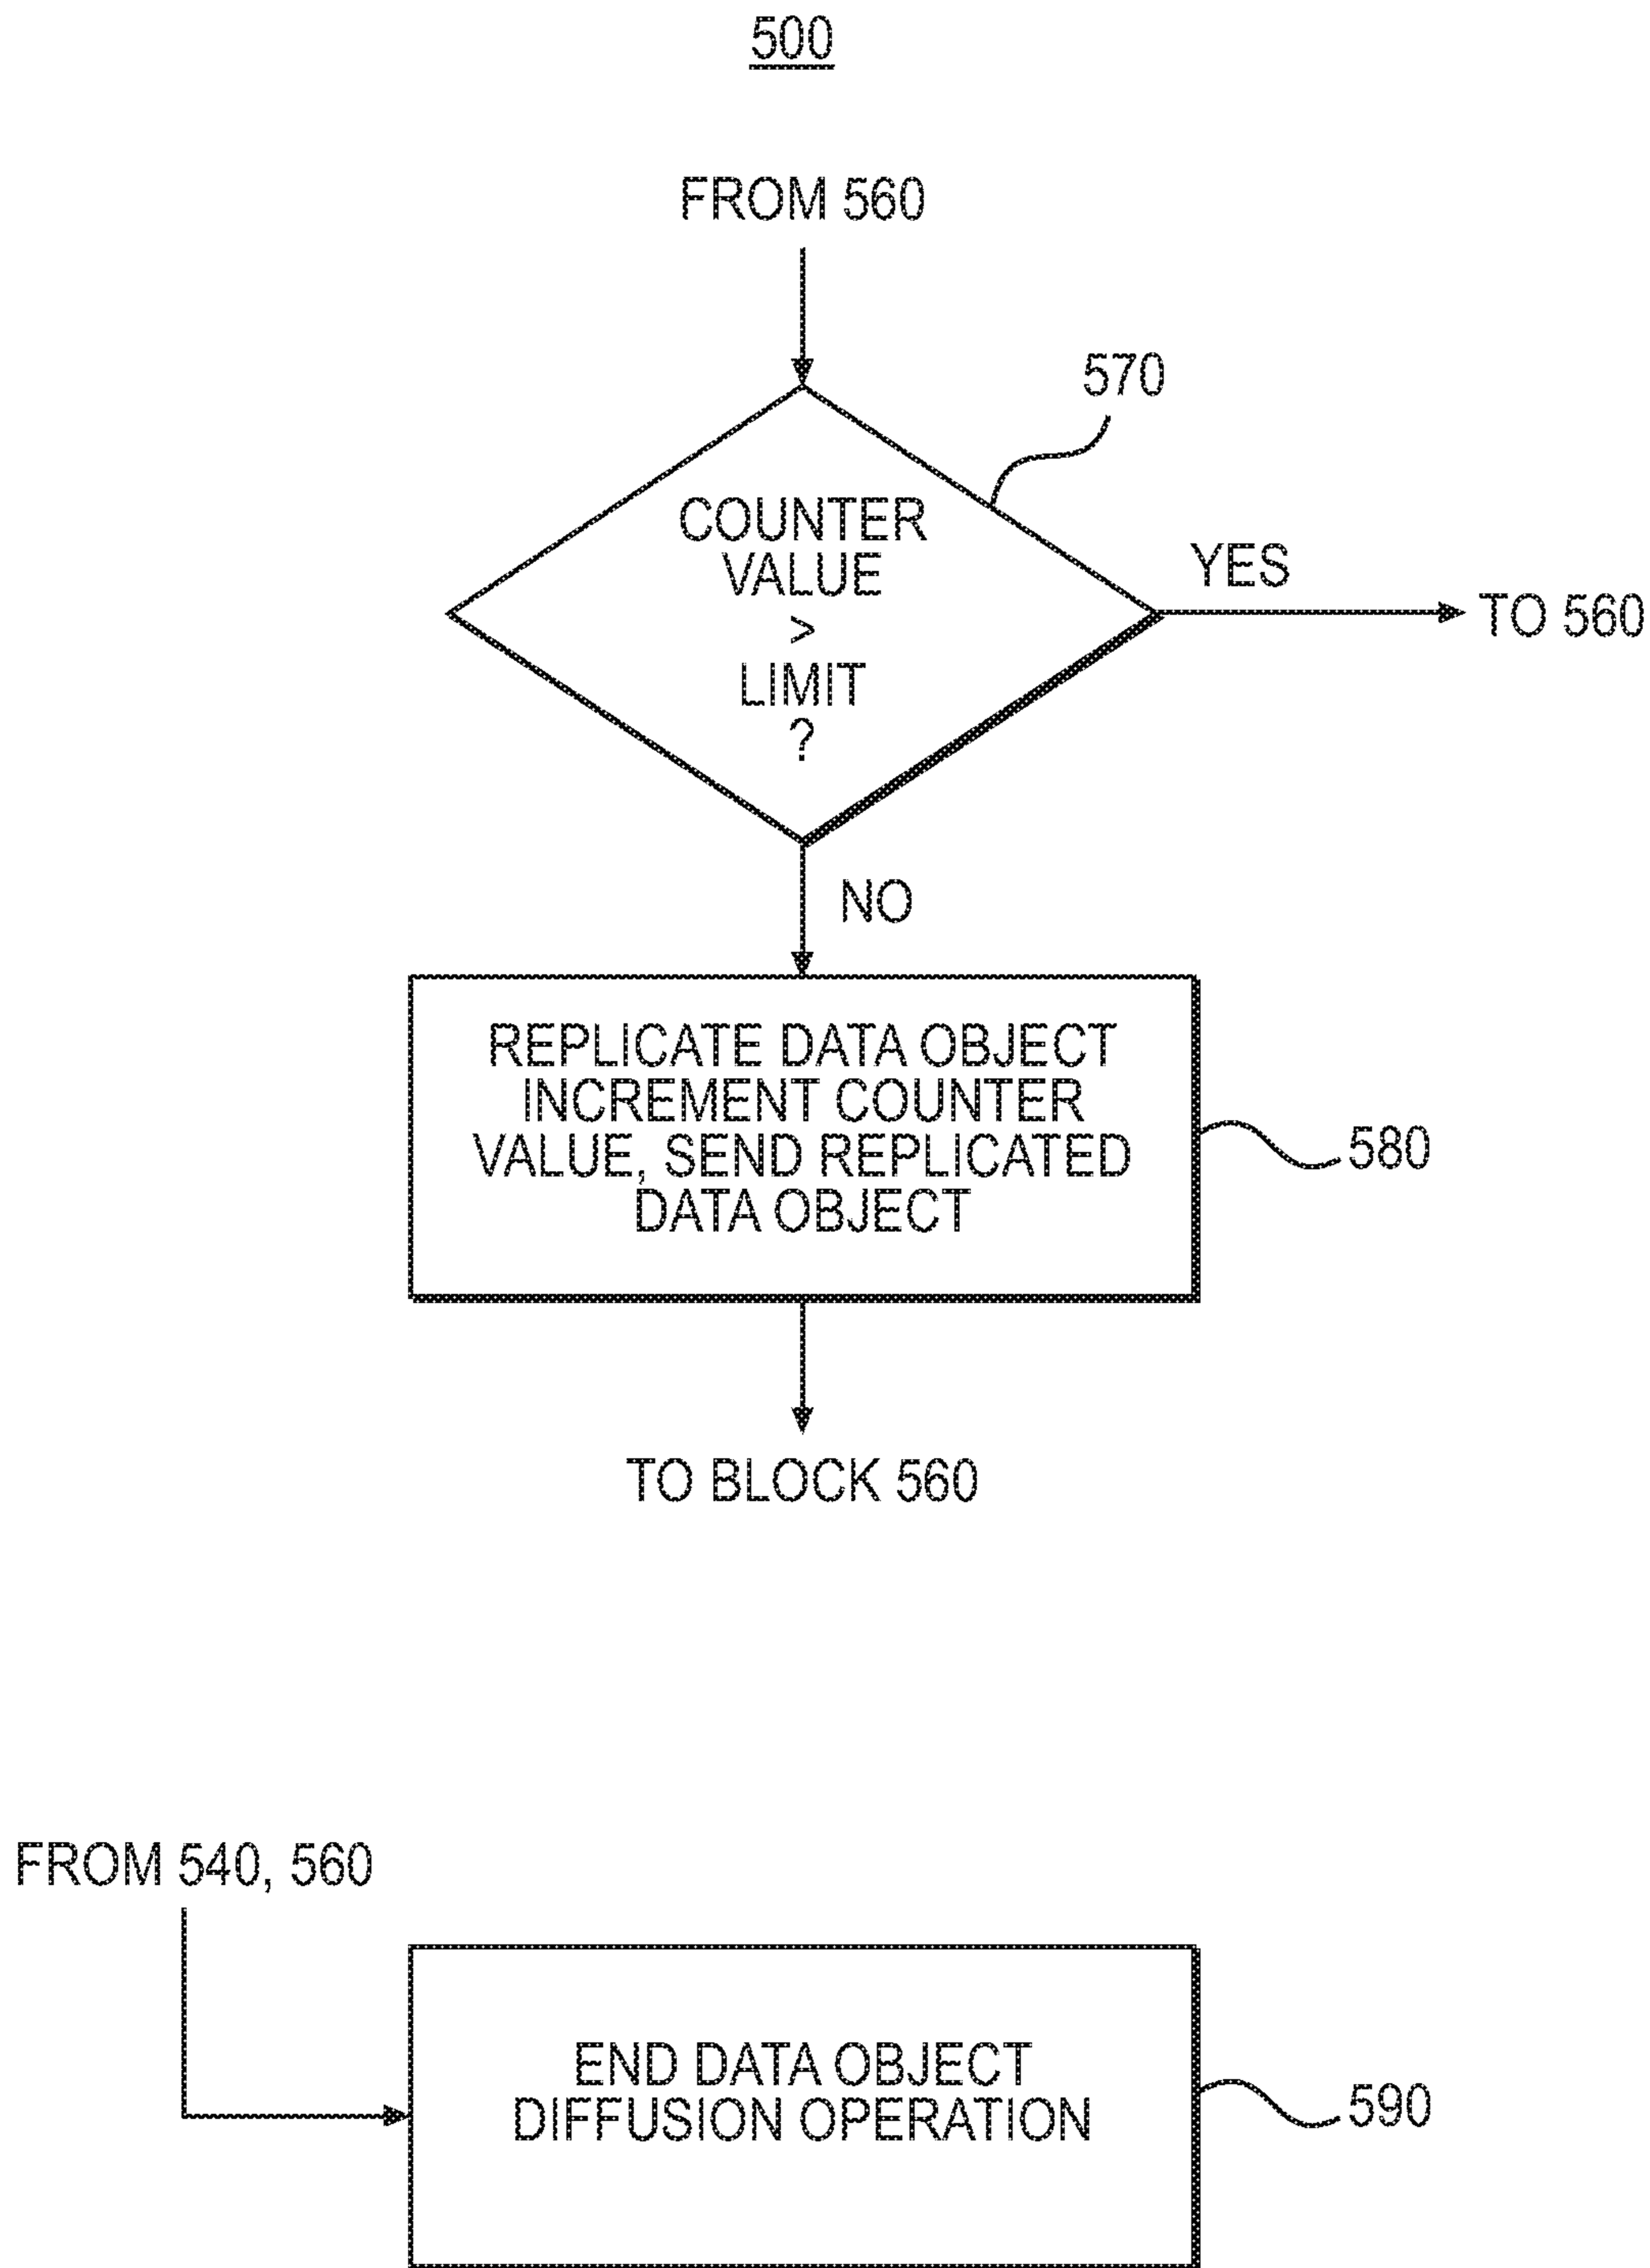 500
FROM 560
570
COUNTER
VALUE
>
LIMIT
?
YES
TO 560
NO
REPLICATE DATA OBJECT
INCREMENT COUNTER
VALUE, SEND REPLICATED
DATA OBJECT
580
TO BLOCK 560
FROM 540, 560
END DATA OBJECT
DIFFUSION OPERATION
590